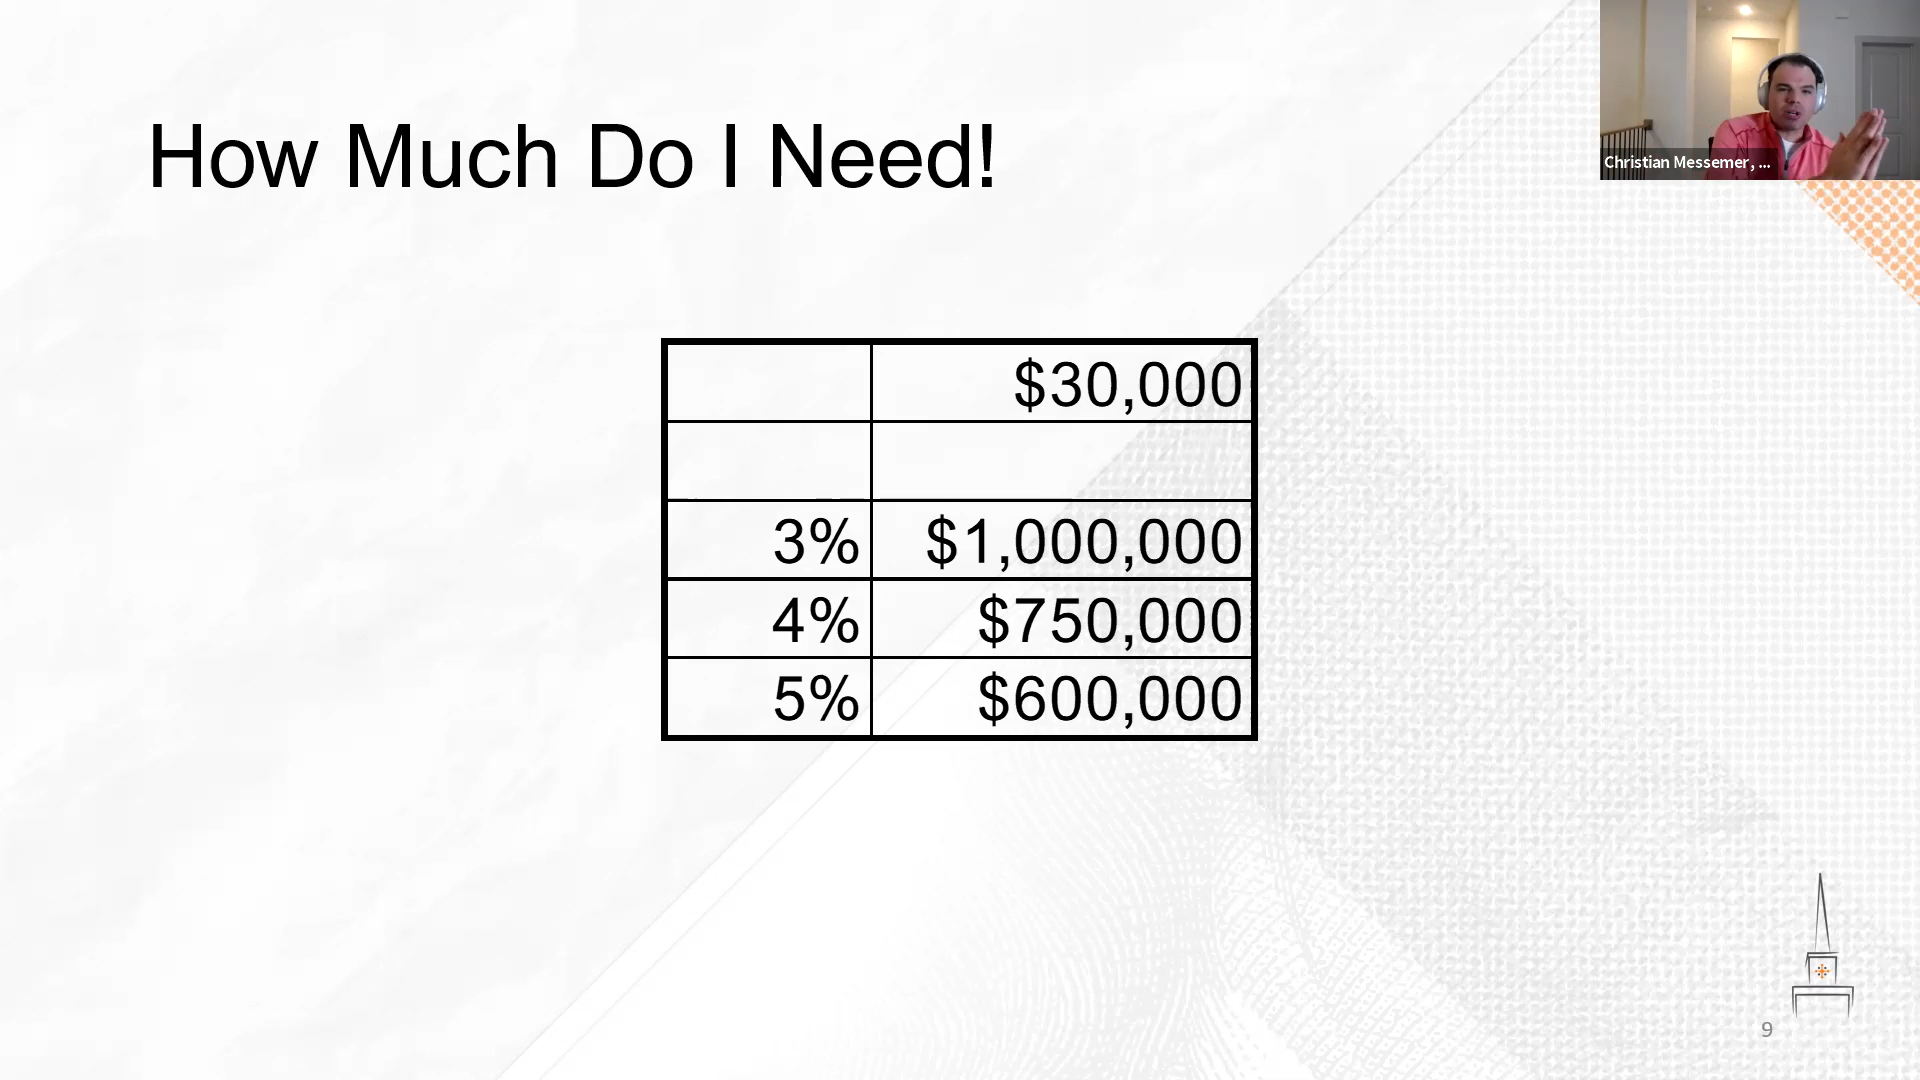 How Much Do I Need!
Christian Messemer, ...
$30,000
3% $1,000,000
4% $750,000
5% $600,000
9